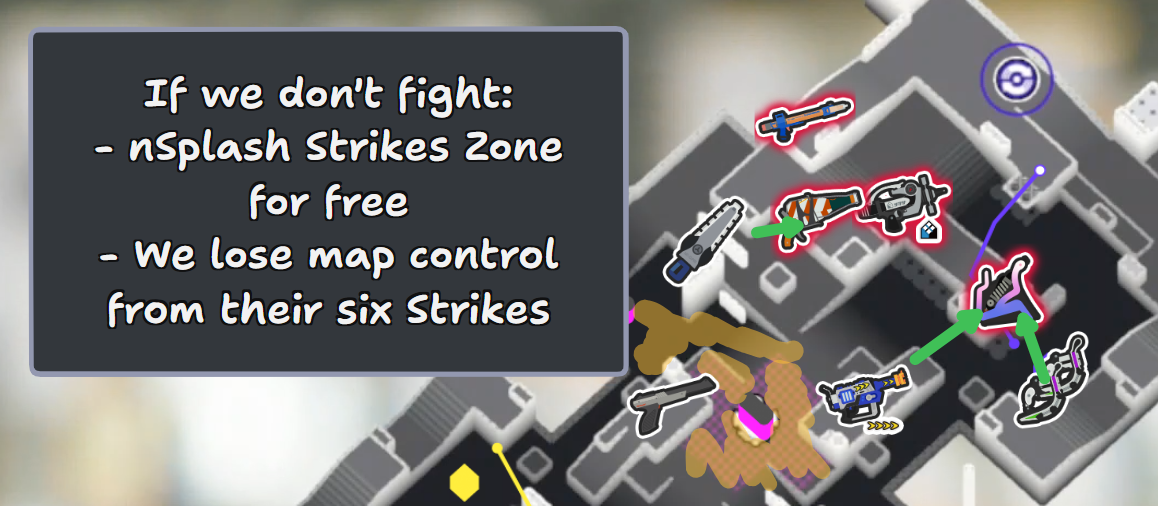 If we don't fight:
- nSplash Strikes Zone
for free
- We lose map control
from their six Strikes